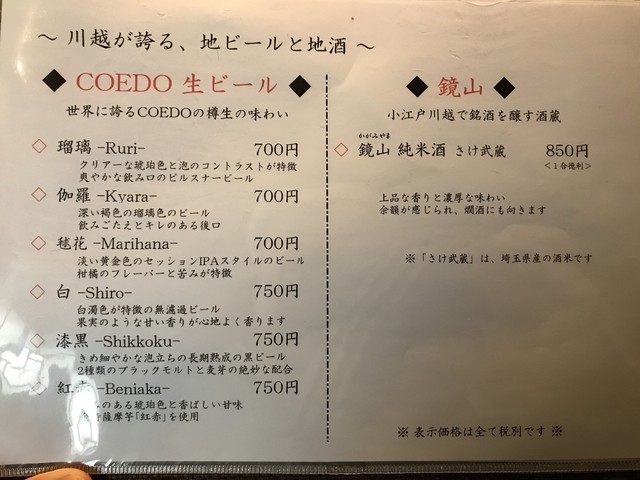 ～ 川越が誇る、地ビールと地酒 ～
◆ COEDO 生ビール ◆
世界に誇るCOEDOの樽生の味わい
◇ 瑠璃 -Ruri- 700円
クリアーな琥珀色と泡のコントラストが特徴
爽やかな飲み口のピルスナービール
◇ 伽羅 -Kyara- 700円
深い褐色の瑠璃色のビール
飲みごたえとキレのある後口
◇ 毬花 -Marihana- 700円
淡い黄金色のセッションIPAスタイルのビール
柑橘のフレーバーと苦みが特徴
◇ 白 -Shiro- 750円
白濁色が特徴の無濾過ビール
果実のような甘い香りが心地よく香ります
◇ 漆黒 -Shikkoku- 750円
きめ細やかな泡立ちの長期熟成の黒ビール
2種類のブラックモルトと麦芽の絶妙な配合
◇ 紅赤 -Beniaka- 750円
みのある琥珀色と香ばしい甘味
薩摩芋「紅赤」を使用
◆ 鏡山 ◆
小江戸川越で銘酒を醸す酒蔵
かがみやま
◇ 鏡山 純米酒 さけ武蔵 850円
＜１合徳利＞
上品な香りと濃厚な味わい
余韻が感じられ、燗酒にも向きます
※「さけ武蔵」は、埼玉県産の酒米です
※ 表示価格は全て税別です ※